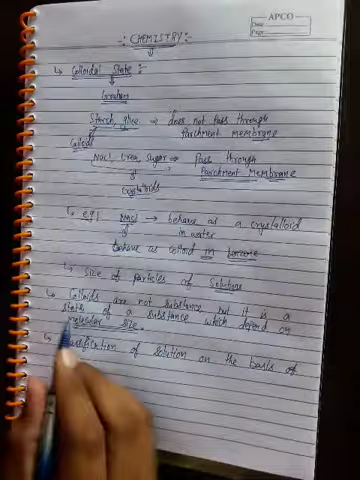 APCO
Date
Page
: CHEMISTRY :
↳ Colloidal State :-
Graham
Starch, glue → does not pass through
parchment membrane
Colloid
NaCl, Urea, Sugar → Pass through
Parchment Membrane
Crystalloids
e.g; NaCl → behave as a crystalloid
in water
behave as colloid in benzene
↳ Size of particles of Solution
↳ Colloids are not substance but it is a
state of a substance which depend on
molecular size.
of solution on the basis of